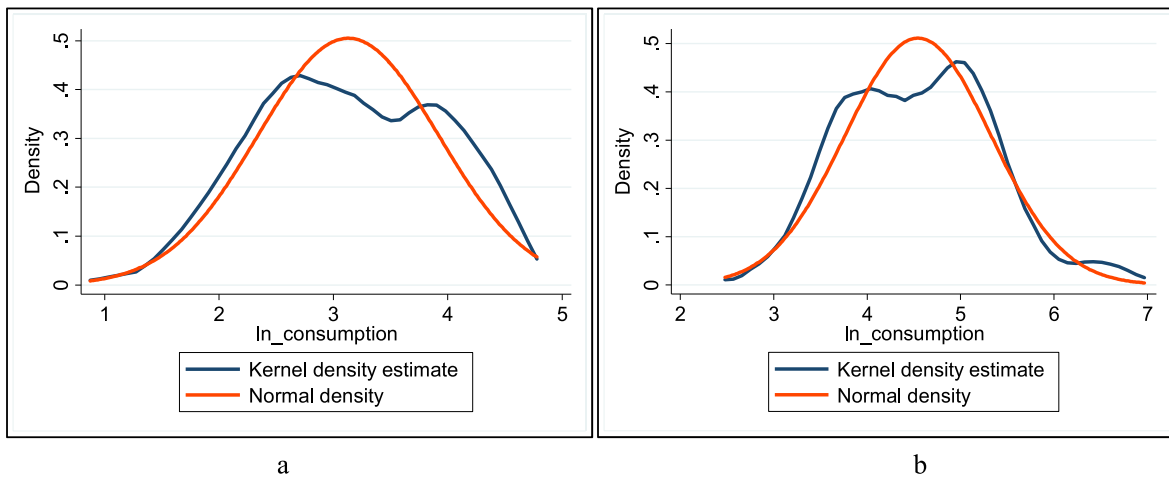 Density
.5
.4
.3
.2
.1
0
1 2 3 4 5
ln_consumption
Kernel density estimate
Normal density
a
Density
.5
.4
.3
.2
.1
0
2 3 4 5 6 7
ln_consumption
Kernel density estimate
Normal density
b